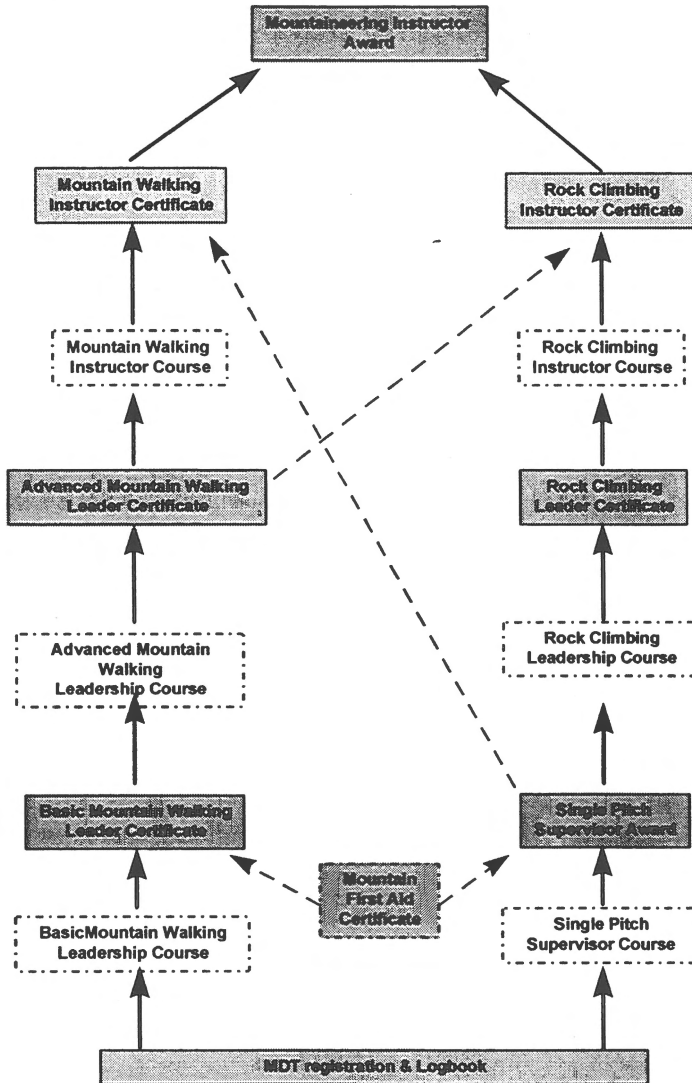 Mountaineering Instructor
Award
Mountain Walking
Instructor Certificate
Rock Climbing
Instructor Certificate
Mountain Walking
Instructor Course
Rock Climbing
Instructor Course
Advanced Mountain Walking
Leader Certificate
Rock Climbing
Leader Certificate
Advanced Mountain
Walking
Leadership Course
Rock Climbing
Leadership Course
Basic Mountain Walking
Leader Certificate
Single Pitch
Supervisor Award
Mountain
First Aid
Certificate
BasicMountain Walking
Leadership Course
Single Pitch
Supervisor Course
MDT registration & Logbook